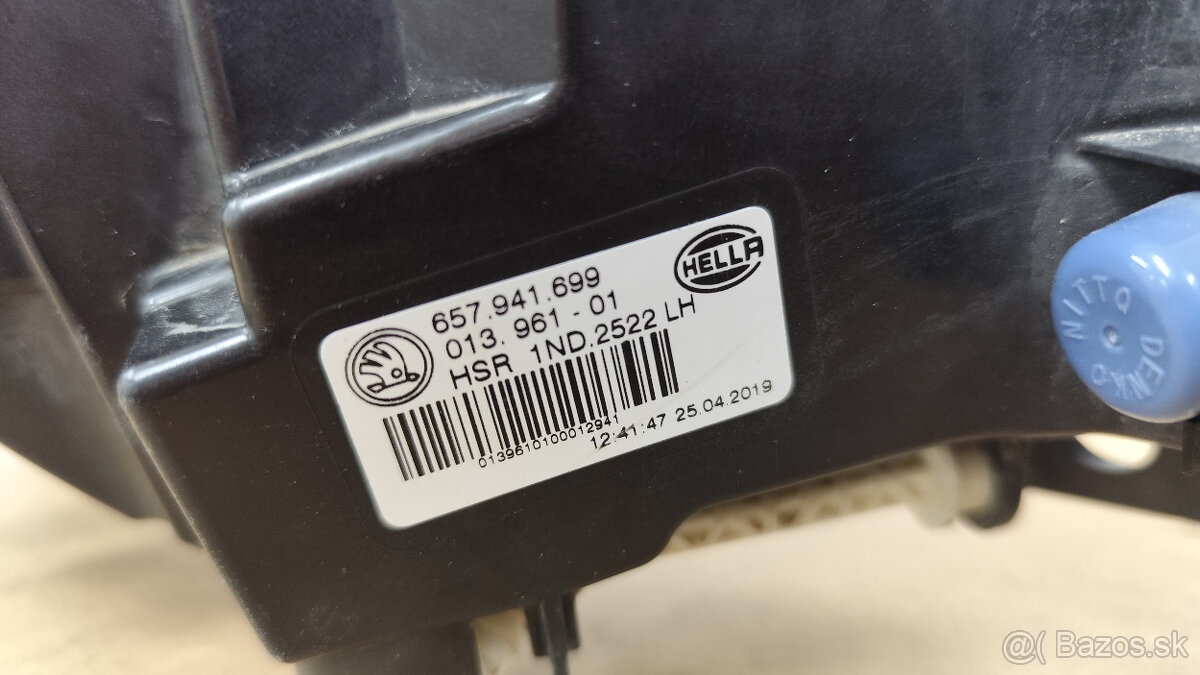 HELLA
657.941.699
013. 961 - 01
HSR 1ND.2522 LH
0139610100012941
12:41:47 25.04.2019
NITTO
DENKO
@( Bazos.sk